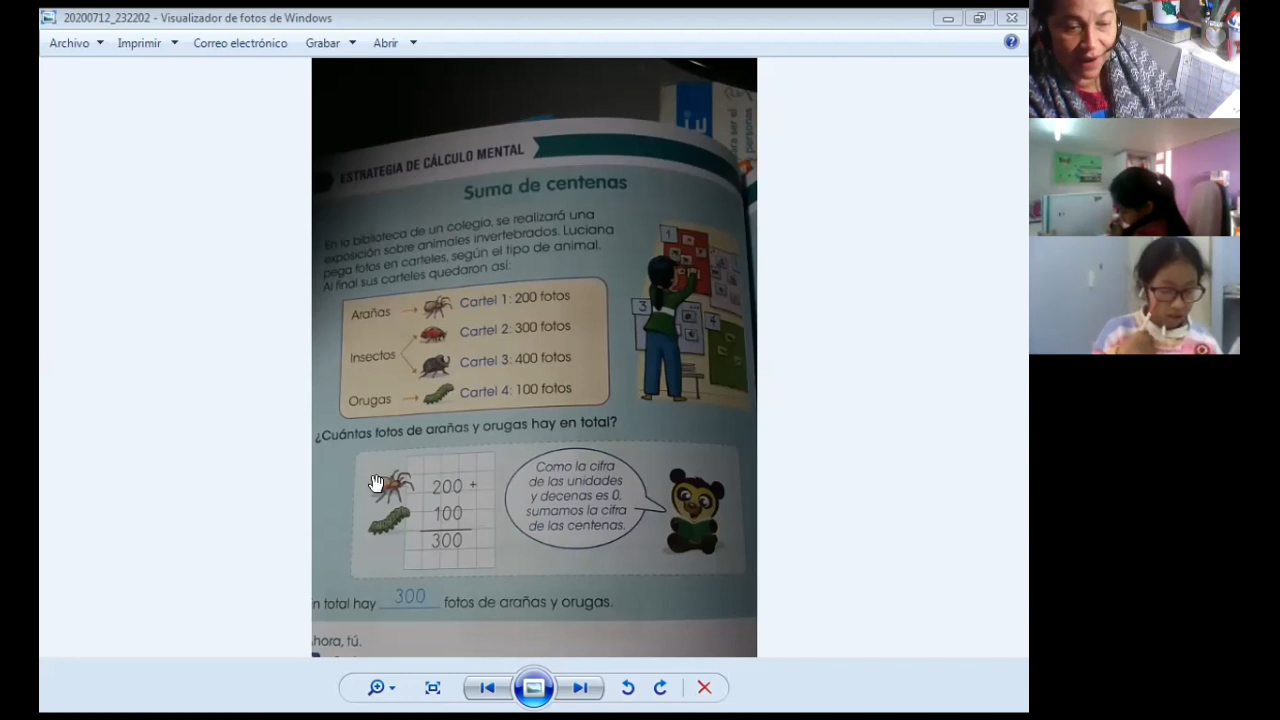 20200712_232202 - Visualizador de fotos de Windows
Archivo Imprimir Correo electrónico Grabar Abrir
personas
ESTRATEGIA DE CÁLCULO MENTAL
Suma de centenas
En la biblioteca de un colegio, se realizará una
exposición sobre animales invertebrados. Luciana
pega fotos en carteles, según el tipo de animal.
Al final sus carteles quedaron así:
Arañas → Cartel 1: 200 fotos
Insectos Cartel 2: 300 fotos
Cartel 3: 400 fotos
Orugas → Cartel 4: 100 fotos
1
3
4
¿Cuántas fotos de arañas y orugas hay en total?
200 +
100
300
Como la cifra
de las unidades
y decenas es 0,
sumamos la cifra
de las centenas.
n total hay 300 fotos de arañas y orugas.
hora, tú.